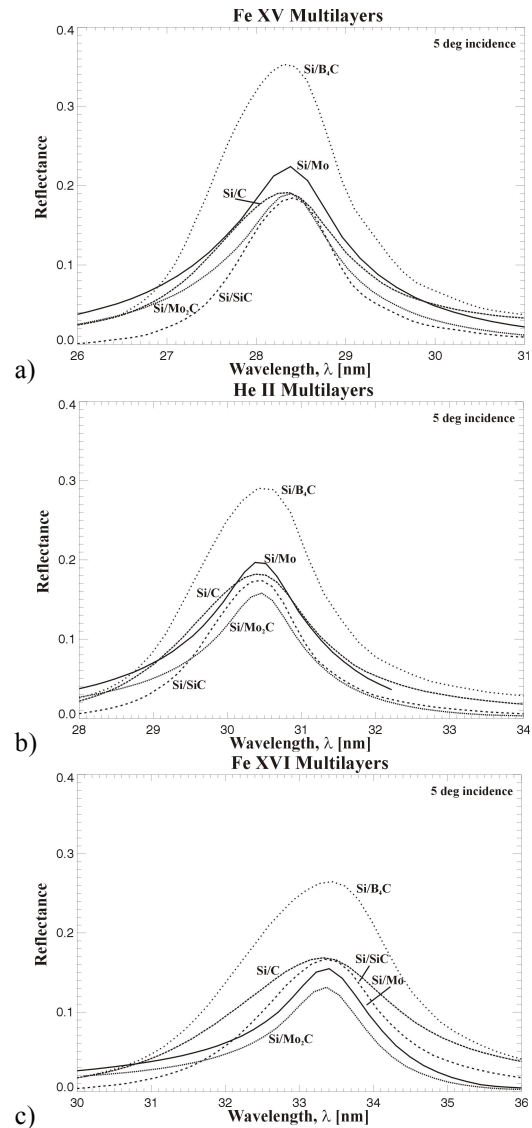 Fe XV Multilayers
0.4
5 deg incidence
Si/B₄C
0.3
Si/Mo
0.2
Si/C
0.1
Si/Mo₂C
Si/SiC
0.0
Reflectance
26 27 28 29 30 31
Wavelength, λ [nm]
a)
He II Multilayers
0.4
5 deg incidence
0.3
Si/B₄C
Si/Mo
0.2
Si/C
0.1
Si/Mo₂C
Si/SiC
0.0
Reflectance
28 29 30 31 32 33 34
Wavelength, λ [nm]
b)
Fe XVI Multilayers
0.4
5 deg incidence
0.3
Si/B₄C
0.2
Si/C
Si/SiC
Si/Mo
0.1
Si/Mo₂C
0.0
Reflectance
30 31 32 33 34 35 36
Wavelength, λ [nm]
c)